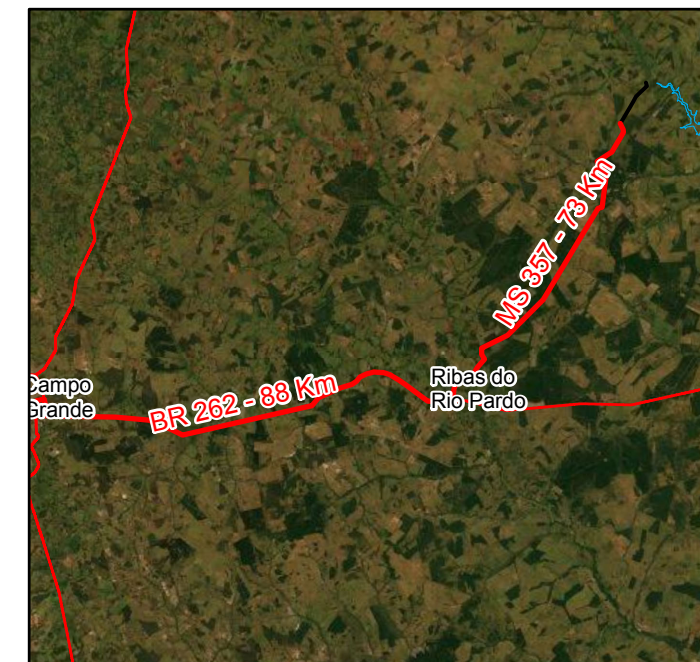 MS 357 - 73 Km
Campo
Grande
BR 262 - 88 Km
Ribas do
Rio Pardo